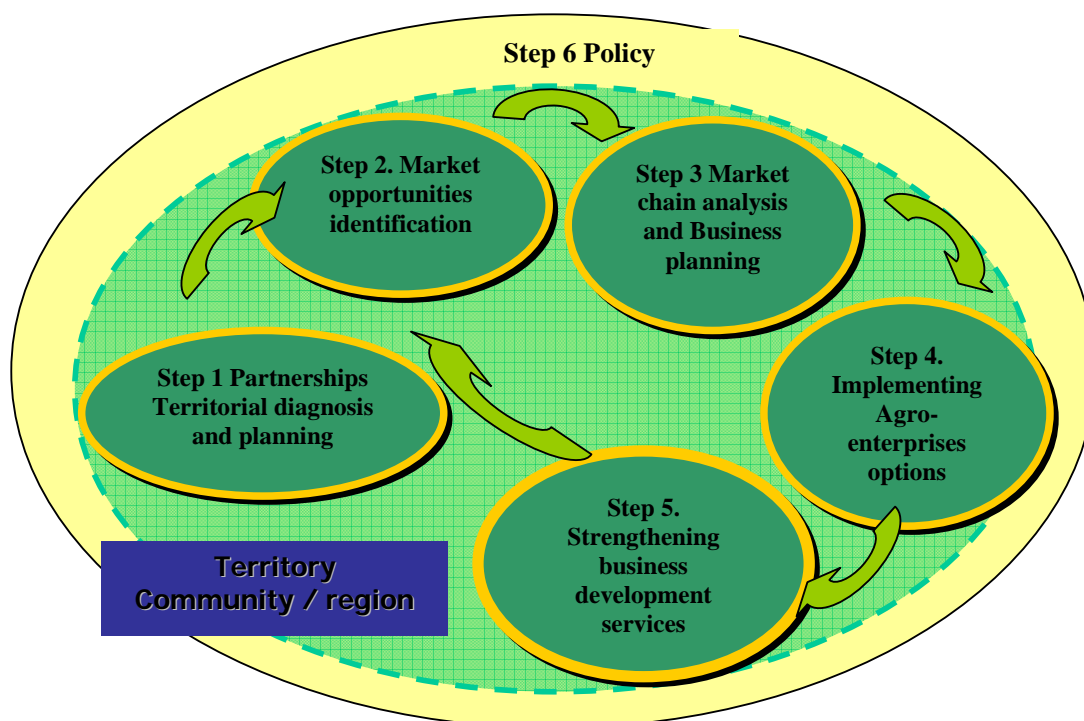 Step 6 Policy
Step 2. Market
opportunities
identification
Step 3 Market
chain analysis
and Business
planning
Step 1 Partnerships
Territorial diagnosis
and planning
Step 4.
Implementing
Agro-
enterprises
options
Step 5.
Strengthening
business
development
services
Territory
Community / region